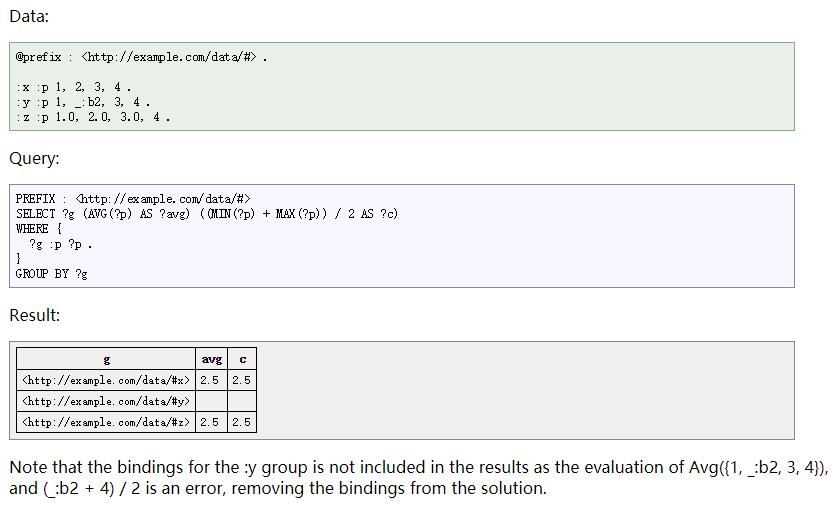 Data:
@prefix : <http://example.com/data/#> .
:x :p 1, 2, 3, 4 .
:y :p 1, _:b2, 3, 4 .
:z :p 1.0, 2.0, 3.0, 4 .
Query:
PREFIX : <http://example.com/data/#>
SELECT ?g (AVG(?p) AS ?avg) ((MIN(?p) + MAX(?p)) / 2 AS ?c)
WHERE {
?g :p ?p .
}
GROUP BY ?g
Result:
g avg c
<http://example.com/data/#x> 2.5 2.5
<http://example.com/data/#y>
<http://example.com/data/#z> 2.5 2.5
Note that the bindings for the :y group is not included in the results as the evaluation of Avg({1, _:b2, 3, 4}),
and (_:b2 + 4) / 2 is an error, removing the bindings from the solution.